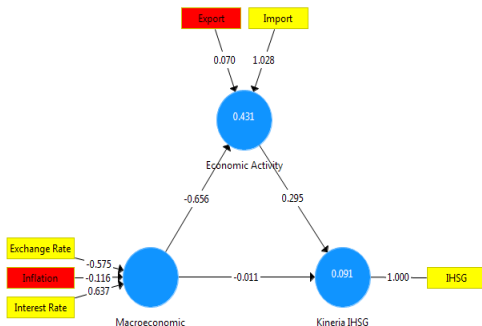 Export
Import
0.070
1.028
0.431
Economic Activity
-0.656
0.295
Exchange Rate
-0.575
Inflation
-0.116
0.637
Interest Rate
-0.011
0.091
1.000
IHSG
Macroeconomic
Kineria IHSG